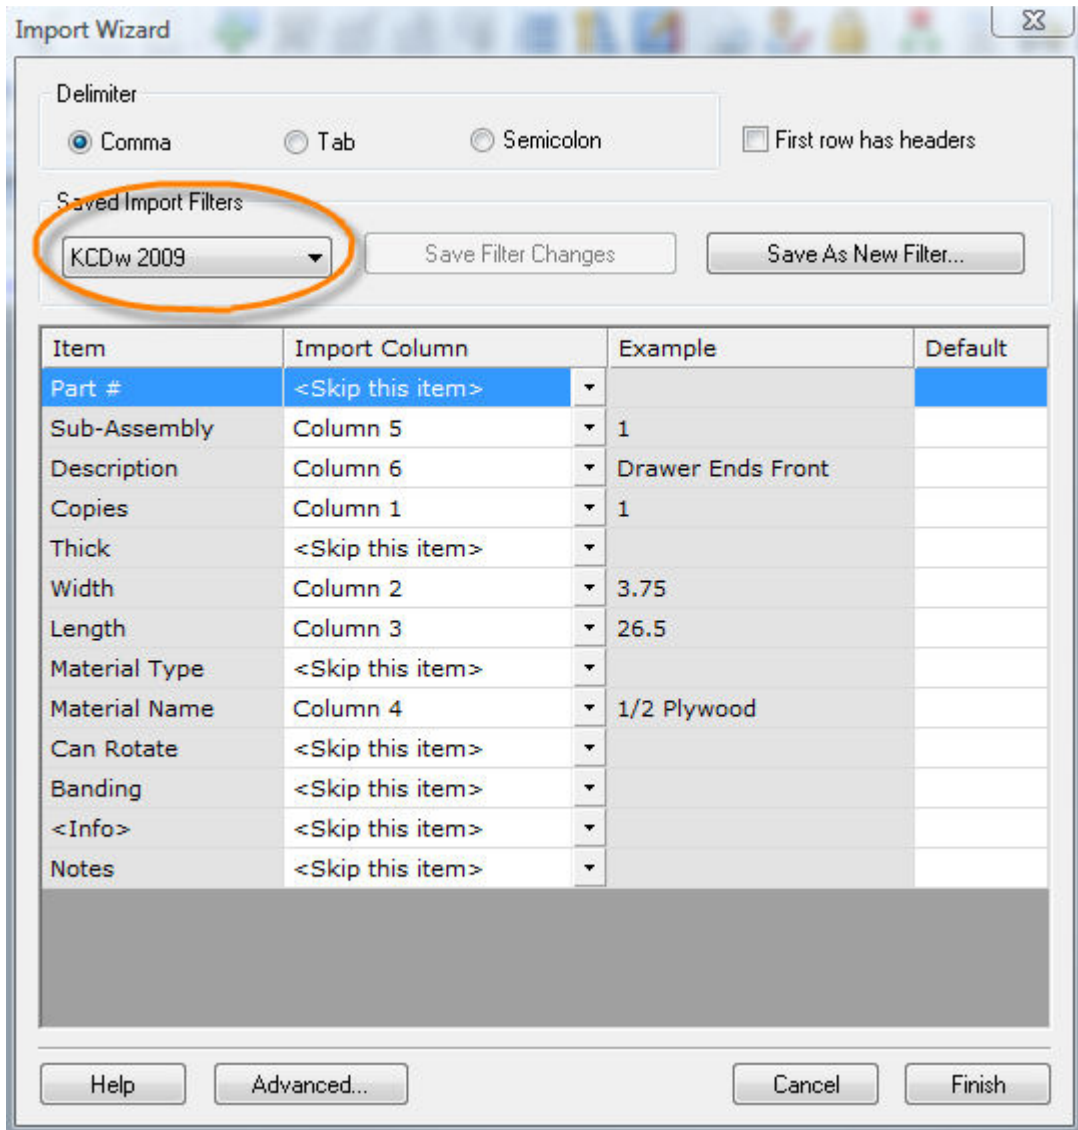 Import Wizard
Delimiter
Comma Tab Semicolon First row has headers
Saved Import Filters
KCDw 2009 Save Filter Changes Save As New Filter...
Item Import Column Example Default
Part # <Skip this item>
Sub-Assembly Column 5 1
Description Column 6 Drawer Ends Front
Copies Column 1 1
Thick <Skip this item>
Width Column 2 3.75
Length Column 3 26.5
Material Type <Skip this item>
Material Name Column 4 1/2 Plywood
Can Rotate <Skip this item>
Banding <Skip this item>
<Info> <Skip this item>
Notes <Skip this item>
Help Advanced... Cancel Finish